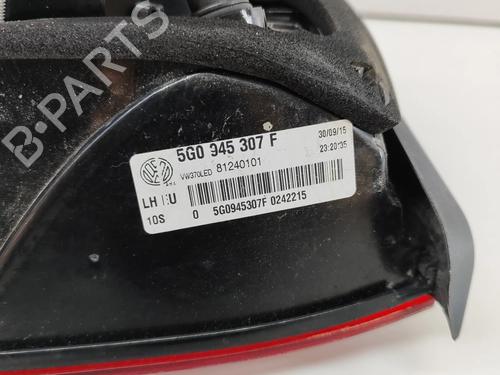 B-PARTS
5G0 945 307 F
30/09/15
VW370LED 81240101
23:20:35
LH EU
10S
0 5G0945307F 0242215